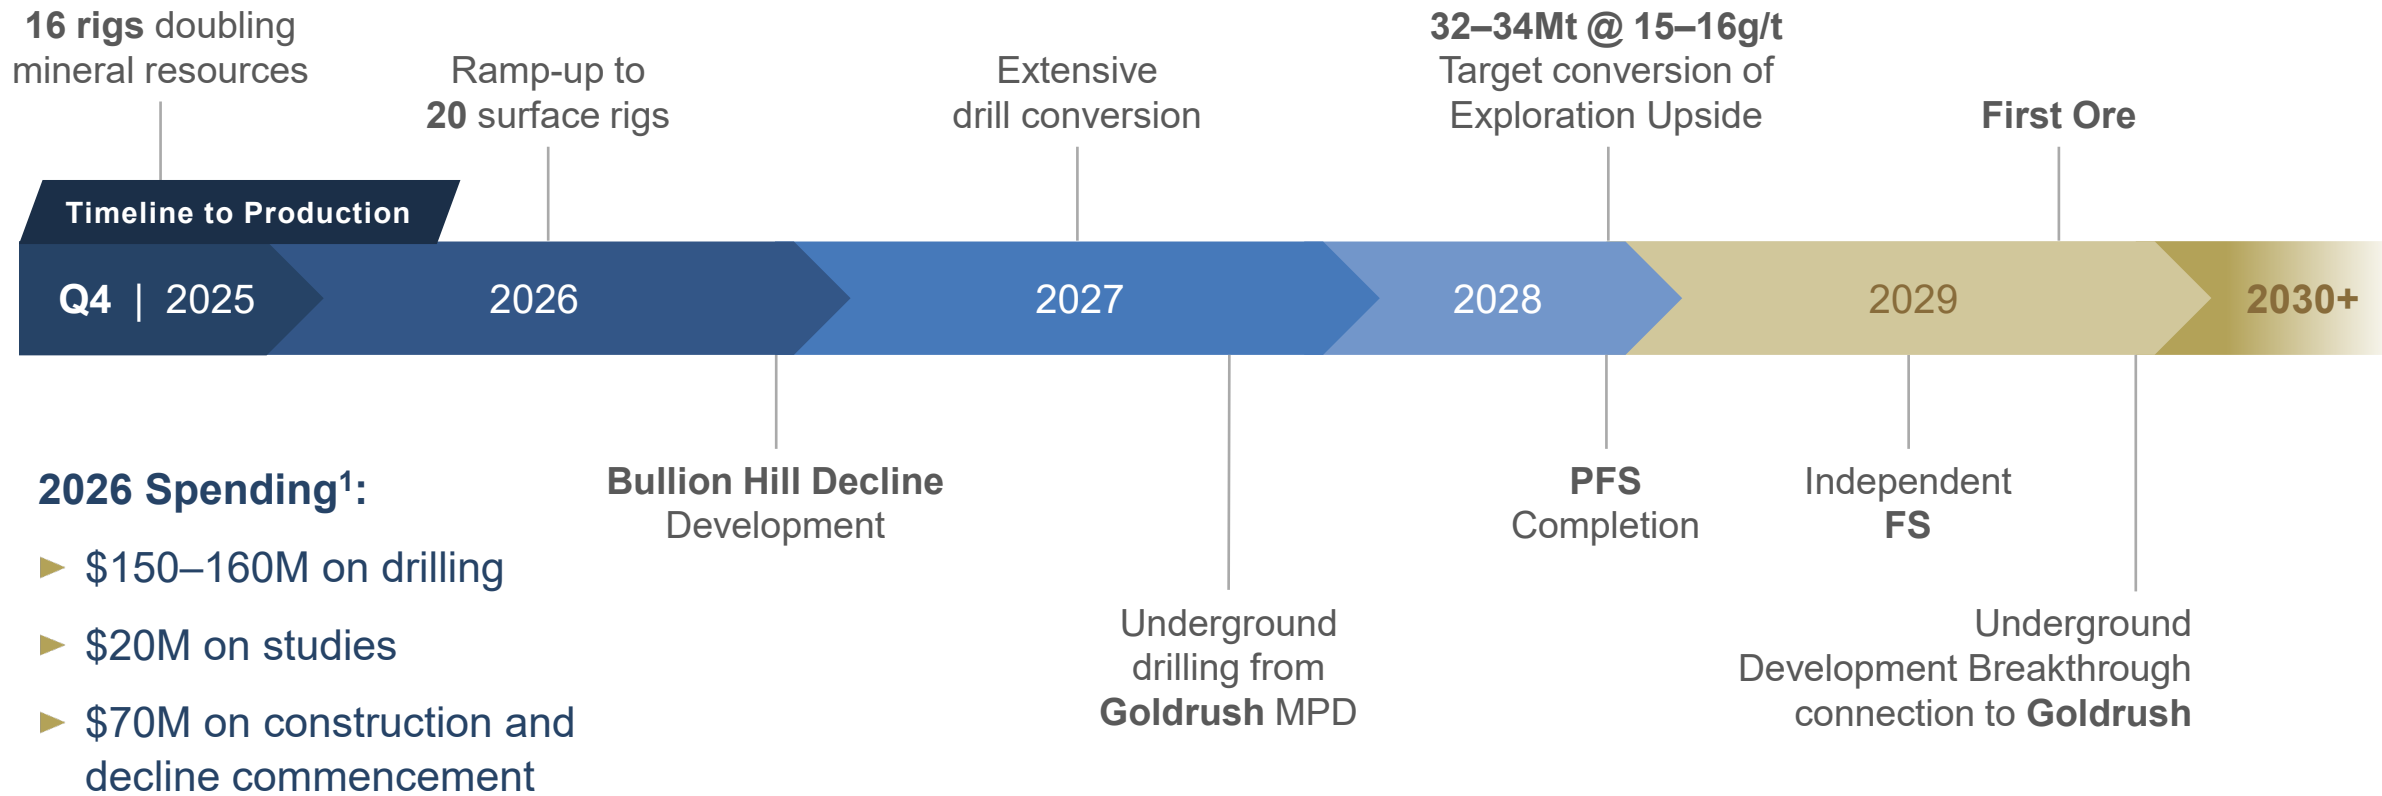 16 rigs doubling
mineral resources
Ramp-up to
20 surface rigs
Extensive
drill conversion
32–34Mt @ 15–16g/t
Target conversion of
Exploration Upside
First Ore
Timeline to Production
Q4 | 2025
2026
2027
2028
2029
2030+
Bullion Hill Decline
Development
Underground
drilling from
Goldrush MPD
PFS
Completion
Independent
FS
Underground
Development Breakthrough
connection to Goldrush
2026 Spending¹:
$150–160M on drilling
$20M on studies
$70M on construction and
decline commencement